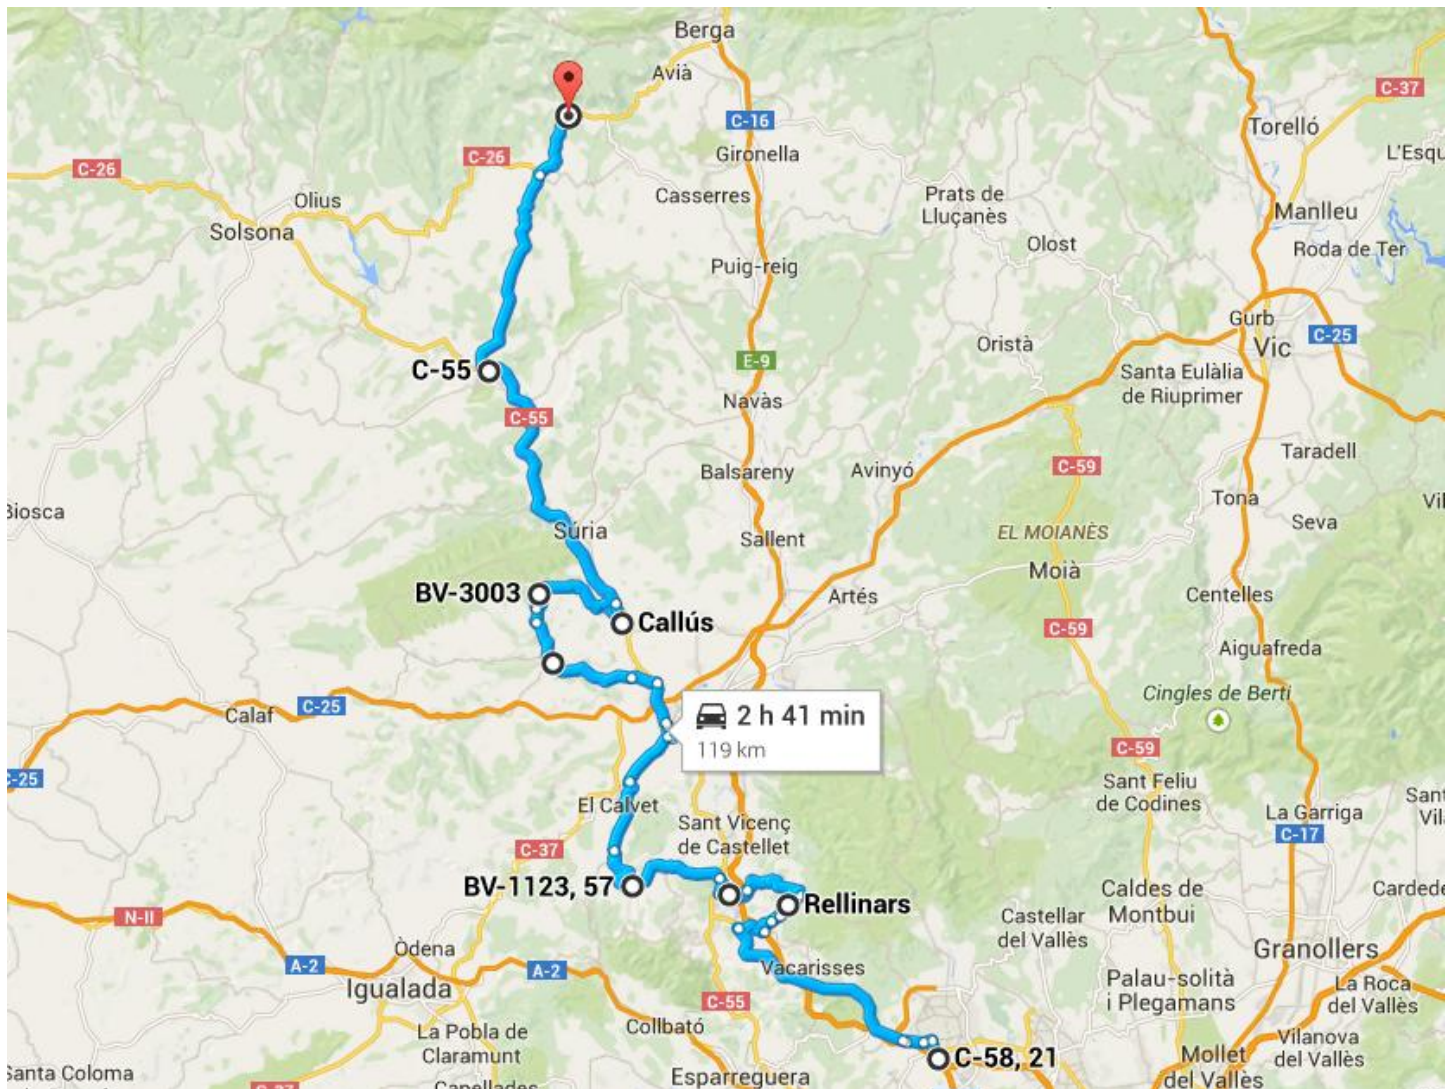 Berga
Avià
C-37
C-16
Torelló
Gironella
L'Esqu
C-26
C-26
Casserres
Prats de
Lluçanès
Olius
Manlleu
Solsona
Olost
Roda de Ter
Puig-reig
Gurb
C-25
Oristà
Vic
E-9
C-55
Santa Eulàlia
de Riuprimer
Navàs
C-55
Taradell
C-59
Balsareny
Avinyó
Tona
Vil
Biosca
Seva
Súria
EL MOIANÈS
Sallent
Moià
BV-3003
Artés
Centelles
Callús
C-59
Aiguafreda
Cingles de Bertí
C-25
Calaf
2 h 41 min
119 km
C-59
C-25
Sant Feliu
de Codines
El Calvet
La Garriga
Sant
Vil
Sant Vicenç
de Castellet
C-17
C-37
BV-1123, 57
Caldes de
Montbui
Cardede
Rellinars
N-II
Castellar
del Vallès
Òdena
Granollers
A-2
A-2
Vacarisses
Palau-solità
i Plegamans
La Roca
del Vallès
Igualada
C-55
Collbató
La Pobla de
Claramunt
C-58, 21
Mollet
del Vallès
Vilanova
del Vallès
Santa Coloma
Esparreguera
C-37
Capellades